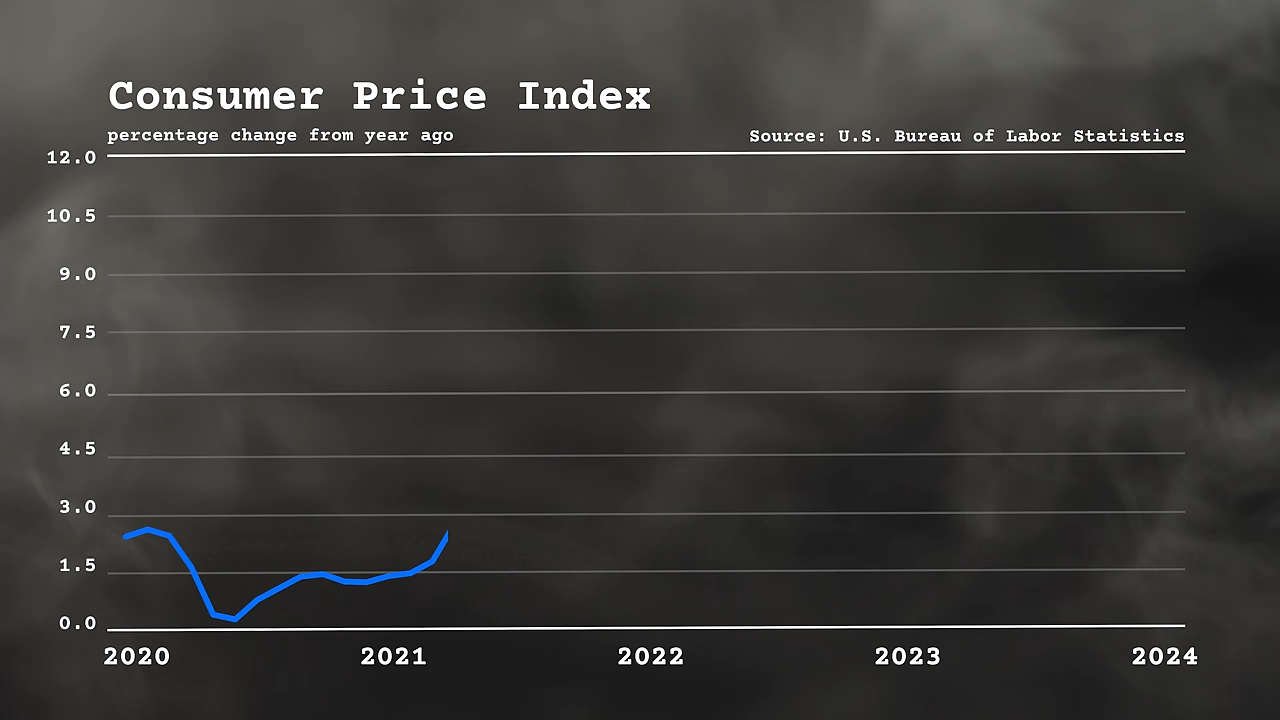 Consumer Price Index
percentage change from year ago
Source: U.S. Bureau of Labor Statistics
12.0
10.5
9.0
7.5
6.0
4.5
3.0
1.5
0.0
2020 2021 2022 2023 2024